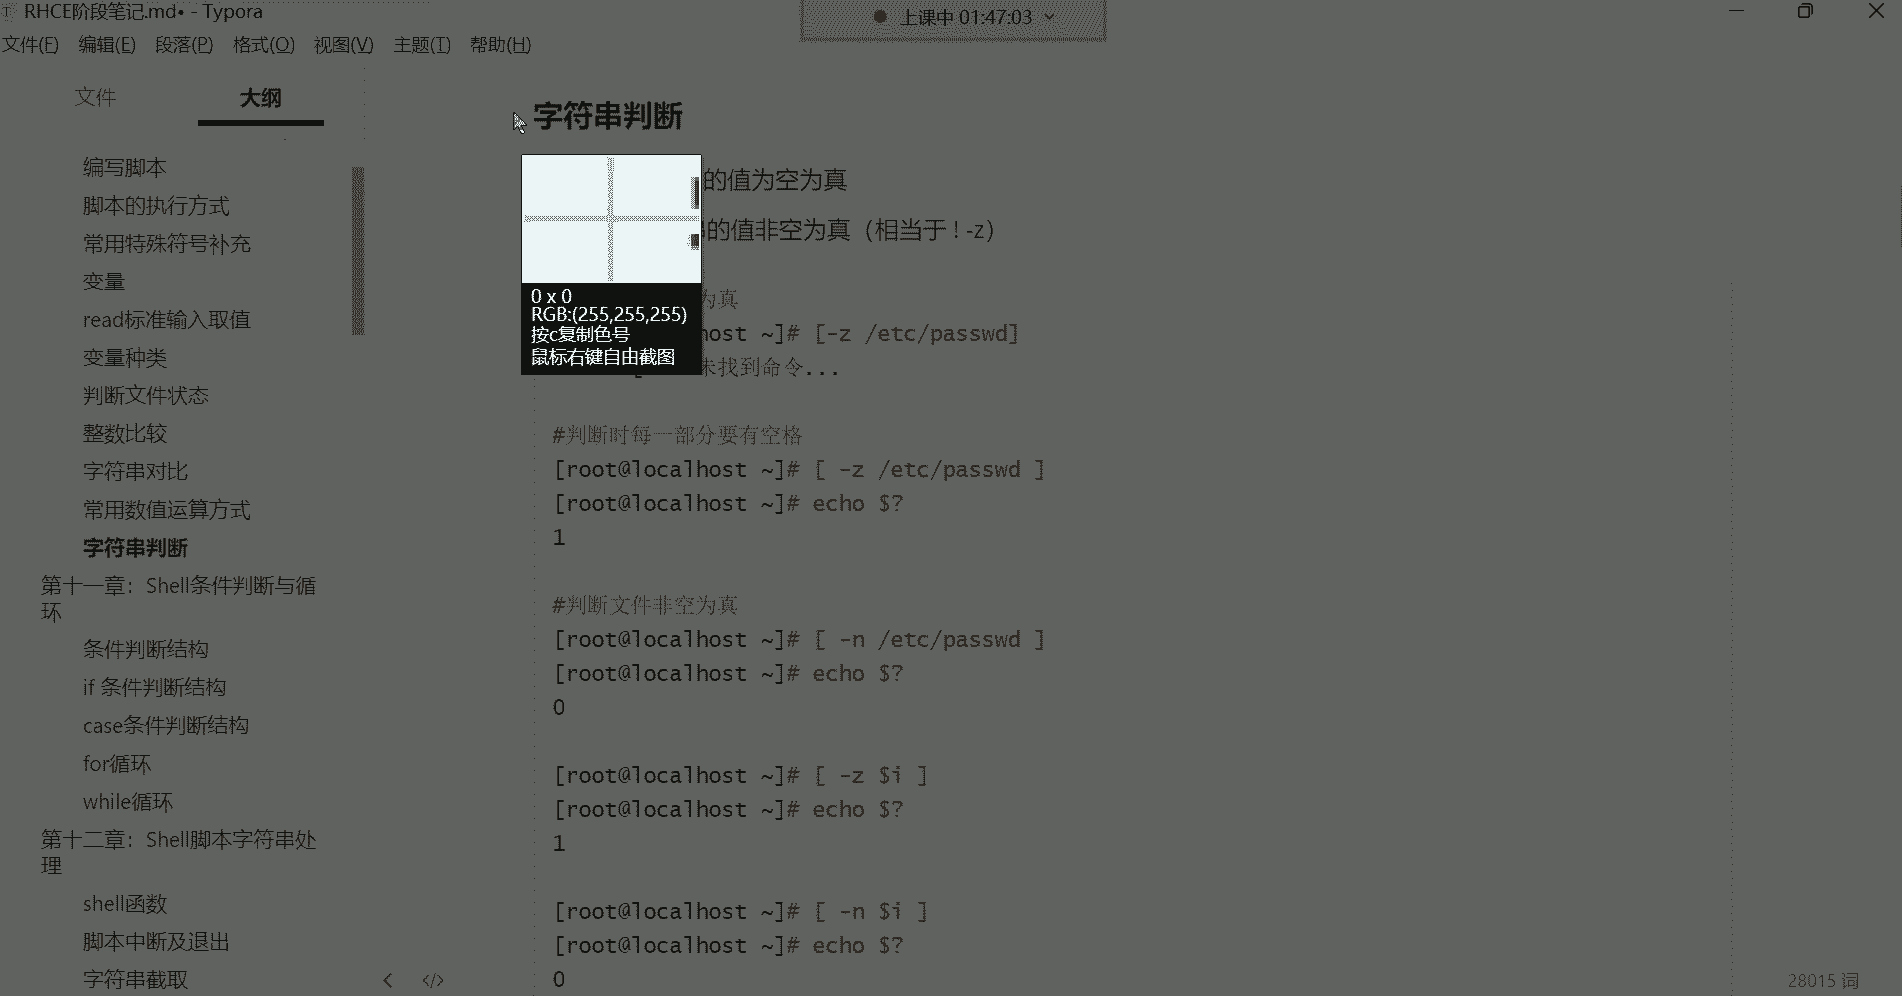 RHCE阶段笔记.md• - Typora
上课中 01:47:03
文件(F) 编辑(E) 段落(P) 格式(O) 视图(V) 主题(T) 帮助(H)
文件 大纲
编写脚本
脚本的执行方式
常用特殊符号补充
变量
read标准输入取值
变量种类
判断文件状态
整数比较
字符串对比
常用数值运算方式
字符串判断
第十一章：Shell条件判断与循
环
条件判断结构
if 条件判断结构
case条件判断结构
for循环
while循环
第十二章：Shell脚本字符串处
理
shell函数
脚本中断及退出
字符串截取
字符串判断
的值为空为真
的值非空为真（相当于 ! -z）
0 x 0
RGB:(255,255,255)
按c复制色号
鼠标右键自由截图
为真
host ~]# [-z /etc/passwd]
未找到命令...
#判断时每一部分要有空格
[root@localhost ~]# [ -z /etc/passwd ]
[root@localhost ~]# echo $?
1
#判断文件非空为真
[root@localhost ~]# [ -n /etc/passwd ]
[root@localhost ~]# echo $?
0
[root@localhost ~]# [ -z $i ]
[root@localhost ~]# echo $?
1
[root@localhost ~]# [ -n $i ]
[root@localhost ~]# echo $?
0
28015 词